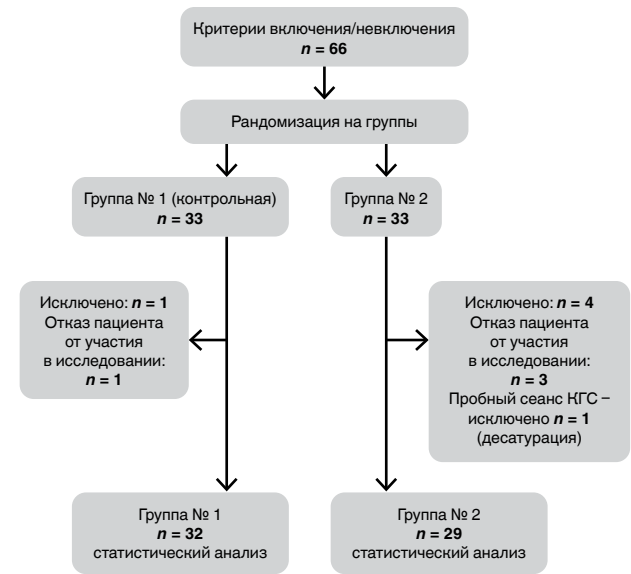 Критерии включения/невключения
n = 66
Рандомизация на группы
Группа № 1 (контрольная)
n = 33
Группа № 2
n = 33
Исключено: n = 1
Отказ пациента
от участия
в исследовании:
n = 1
Исключено: n = 4
Отказ пациента
от участия
в исследовании:
n = 3
Пробный сеанс КГС –
исключено n = 1
(десатурация)
Группа № 1
n = 32
статистический анализ
Группа № 2
n = 29
статистический анализ